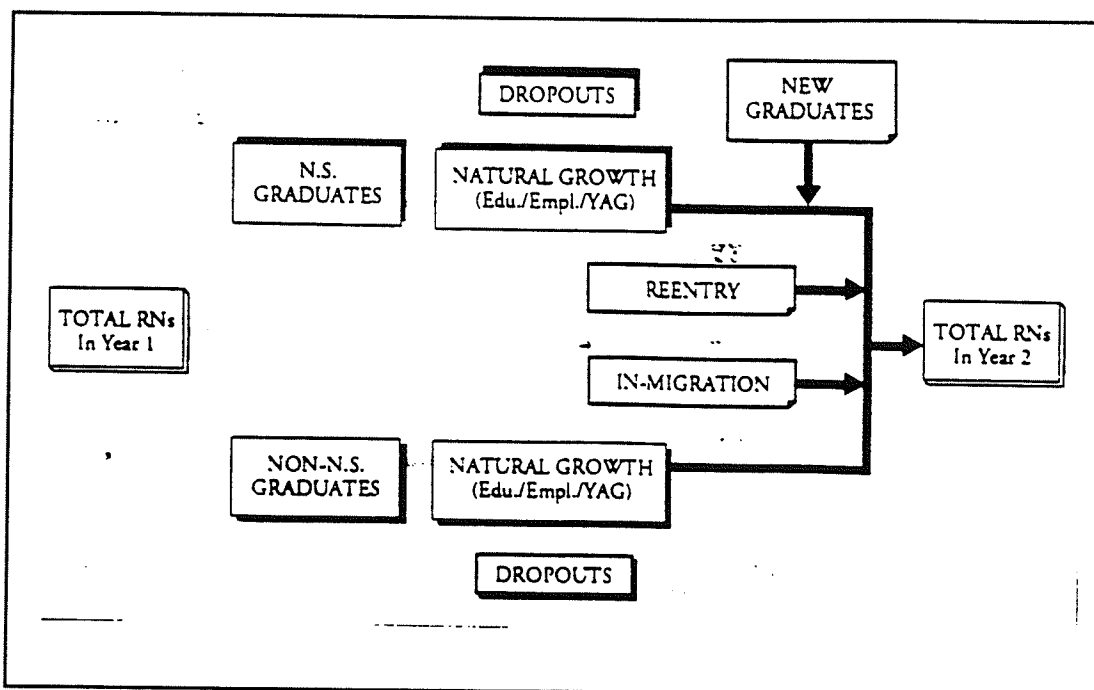 DROPOUTS
NEW
GRADUATES
N.S.
GRADUATES
NATURAL GROWTH
(Edu./Empl./YAG)
REENTRY
TOTAL RNs
In Year 1
TOTAL RNs
In Year 2
IN-MIGRATION
NON-N.S.
GRADUATES
NATURAL GROWTH
(Edu./Empl./YAG)
DROPOUTS